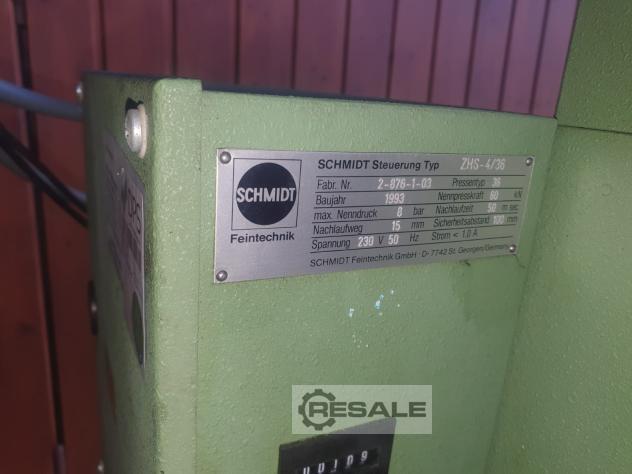 SCHMIDT
Feintechnik
SCHMIDT Steuerung Typ ZHS-4/36
Fabr. Nr. 2-076-1-03 Pressentyp 36
Baujahr 1993 Nennpresskraft 60 kN
max. Nenndruck 8 bar Nachlaufzeit 50 m sec.
Nachlaufweg 15 mm Sicherheitsabstand 100 mm
Spannung 230 V 50 Hz Strom < 1.0 A
SCHMIDT Feintechnik GmbH · D-7742 St. Georgen/Germany
RESALE
00109